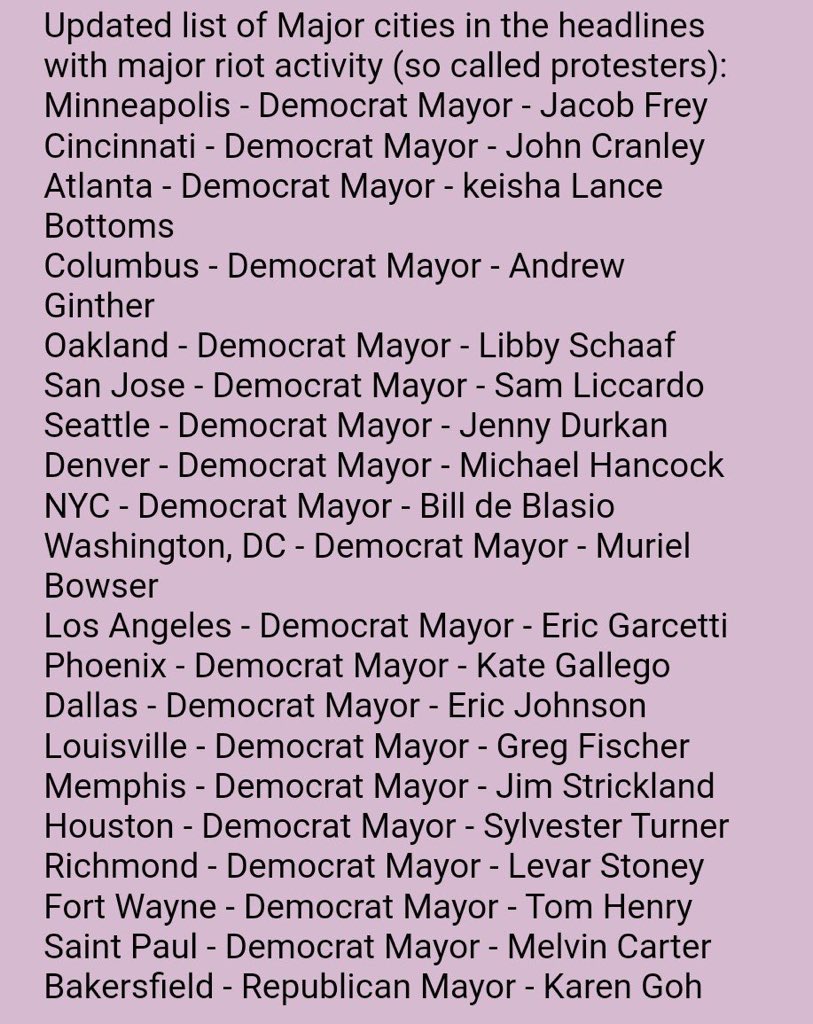 Updated list of Major cities in the headlines
with major riot activity (so called protesters):
Minneapolis - Democrat Mayor - Jacob Frey
Cincinnati - Democrat Mayor - John Cranley
Atlanta - Democrat Mayor - keisha Lance
Bottoms
Columbus - Democrat Mayor - Andrew
Ginther
Oakland - Democrat Mayor - Libby Schaaf
San Jose - Democrat Mayor - Sam Liccardo
Seattle - Democrat Mayor - Jenny Durkan
Denver - Democrat Mayor - Michael Hancock
NYC - Democrat Mayor - Bill de Blasio
Washington, DC - Democrat Mayor - Muriel
Bowser
Los Angeles - Democrat Mayor - Eric Garcetti
Phoenix - Democrat Mayor - Kate Gallego
Dallas - Democrat Mayor - Eric Johnson
Louisville - Democrat Mayor - Greg Fischer
Memphis - Democrat Mayor - Jim Strickland
Houston - Democrat Mayor - Sylvester Turner
Richmond - Democrat Mayor - Levar Stoney
Fort Wayne - Democrat Mayor - Tom Henry
Saint Paul - Democrat Mayor - Melvin Carter
Bakersfield - Republican Mayor - Karen Goh